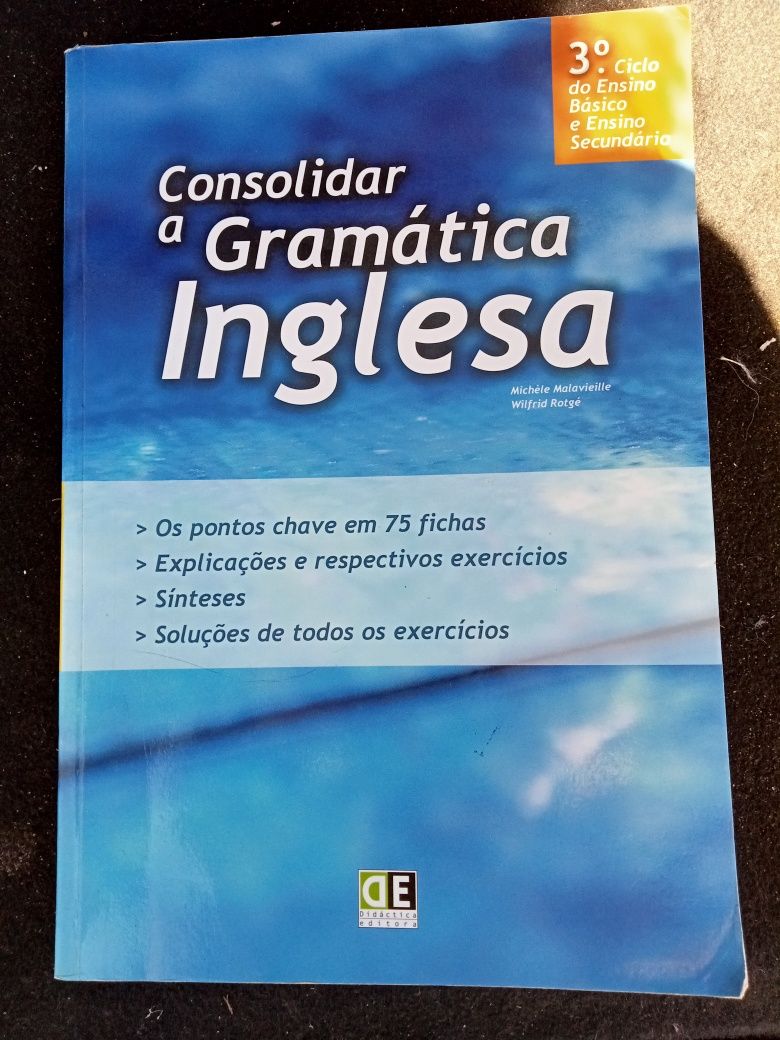 3º. Ciclo
do Ensino
Básico
e Ensino
Secundário
Consolidar
a Gramática
Inglesa
Michèle Malavieille
Wilfrid Rotgé
> Os pontos chave em 75 fichas
> Explicações e respectivos exercícios
> Sínteses
> Soluções de todos os exercícios
DE
Didáctica
editora